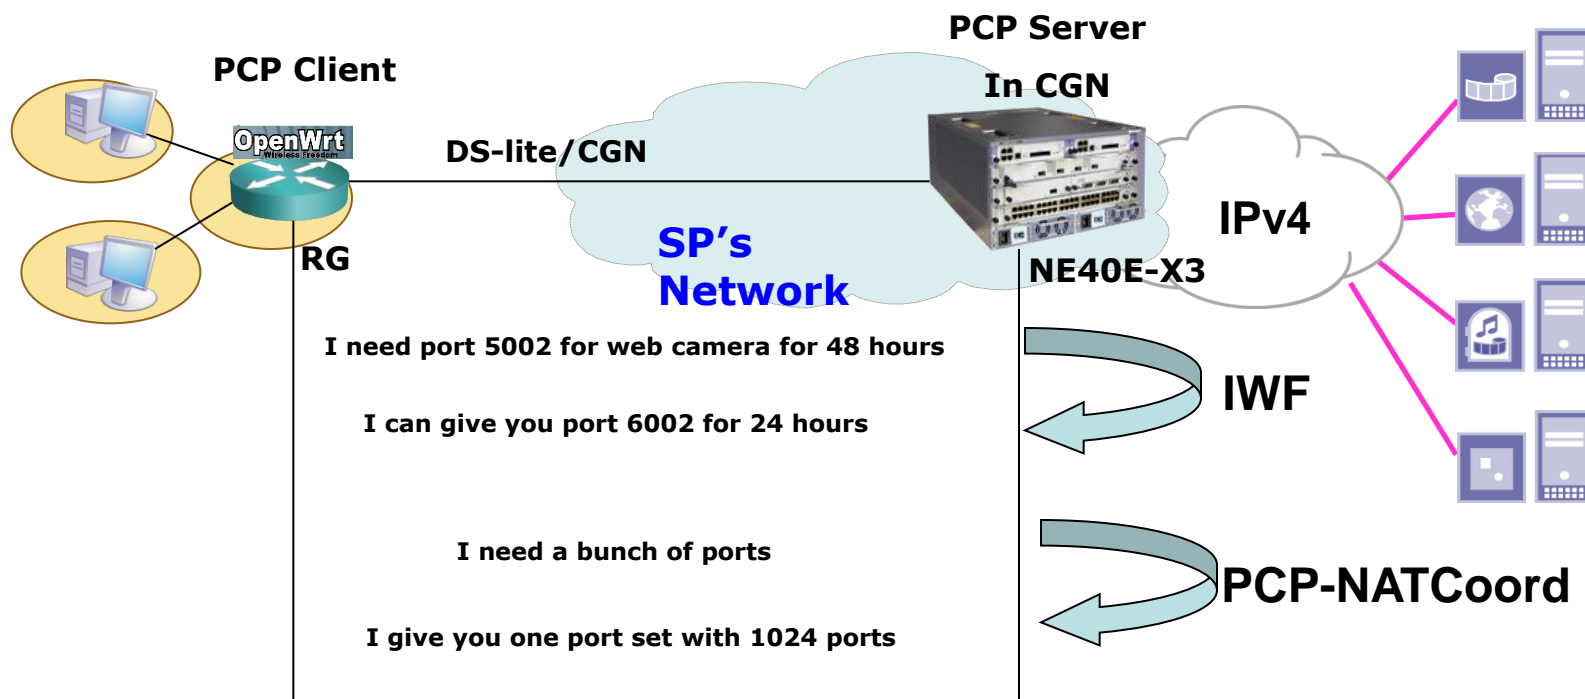 PCP Server
In CGN
PCP Client
OpenWrt
Wireless Freedom
DS-lite/CGN
SP’s
Network
IPv4
RG
NE40E-X3
I need port 5002 for web camera for 48 hours
IWF
I can give you port 6002 for 24 hours
I need a bunch of ports
PCP-NATCoord
I give you one port set with 1024 ports